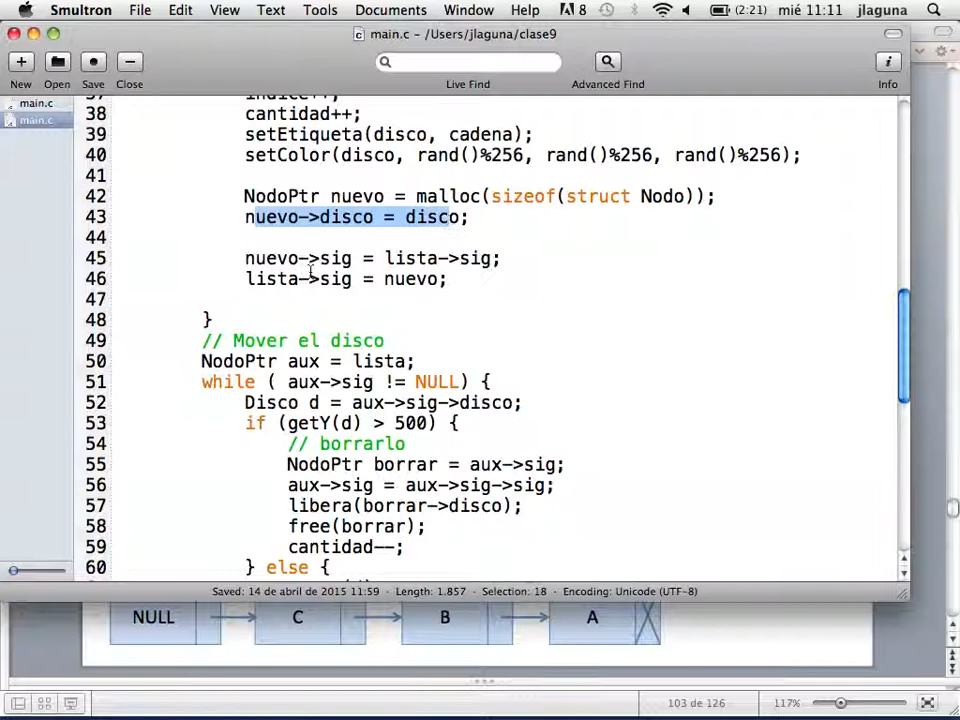 Smultron File Edit View Text Tools Documents Window Help 8 (2:21) mié 11:11 jlaguna
main.c - /Users/jlaguna/clase9
New Open Save Close Live Find Advanced Find Info
main.c
main.c
37 indice++;
38 cantidad++;
39 setEtiqueta(disco, cadena);
40 setColor(disco, rand()%256, rand()%256, rand()%256);
41
42 NodoPtr nuevo = malloc(sizeof(struct Nodo));
43 nuevo->disco = disco;
44
45 nuevo->sig = lista->sig;
46 lista->sig = nuevo;
47
48 }
49 // Mover el disco
50 NodoPtr aux = lista;
51 while ( aux->sig != NULL) {
52 Disco d = aux->sig->disco;
53 if (getY(d) > 500) {
54 // borrarlo
55 NodoPtr borrar = aux->sig;
56 aux->sig = aux->sig->sig;
57 libera(borrar->disco);
58 free(borrar);
59 cantidad--;
60 } else {
Saved: 14 de abril de 2015 11:59 · Length: 1.857 · Selection: 18 · Encoding: Unicode (UTF-8)
NULL C B A
103 de 126 117%